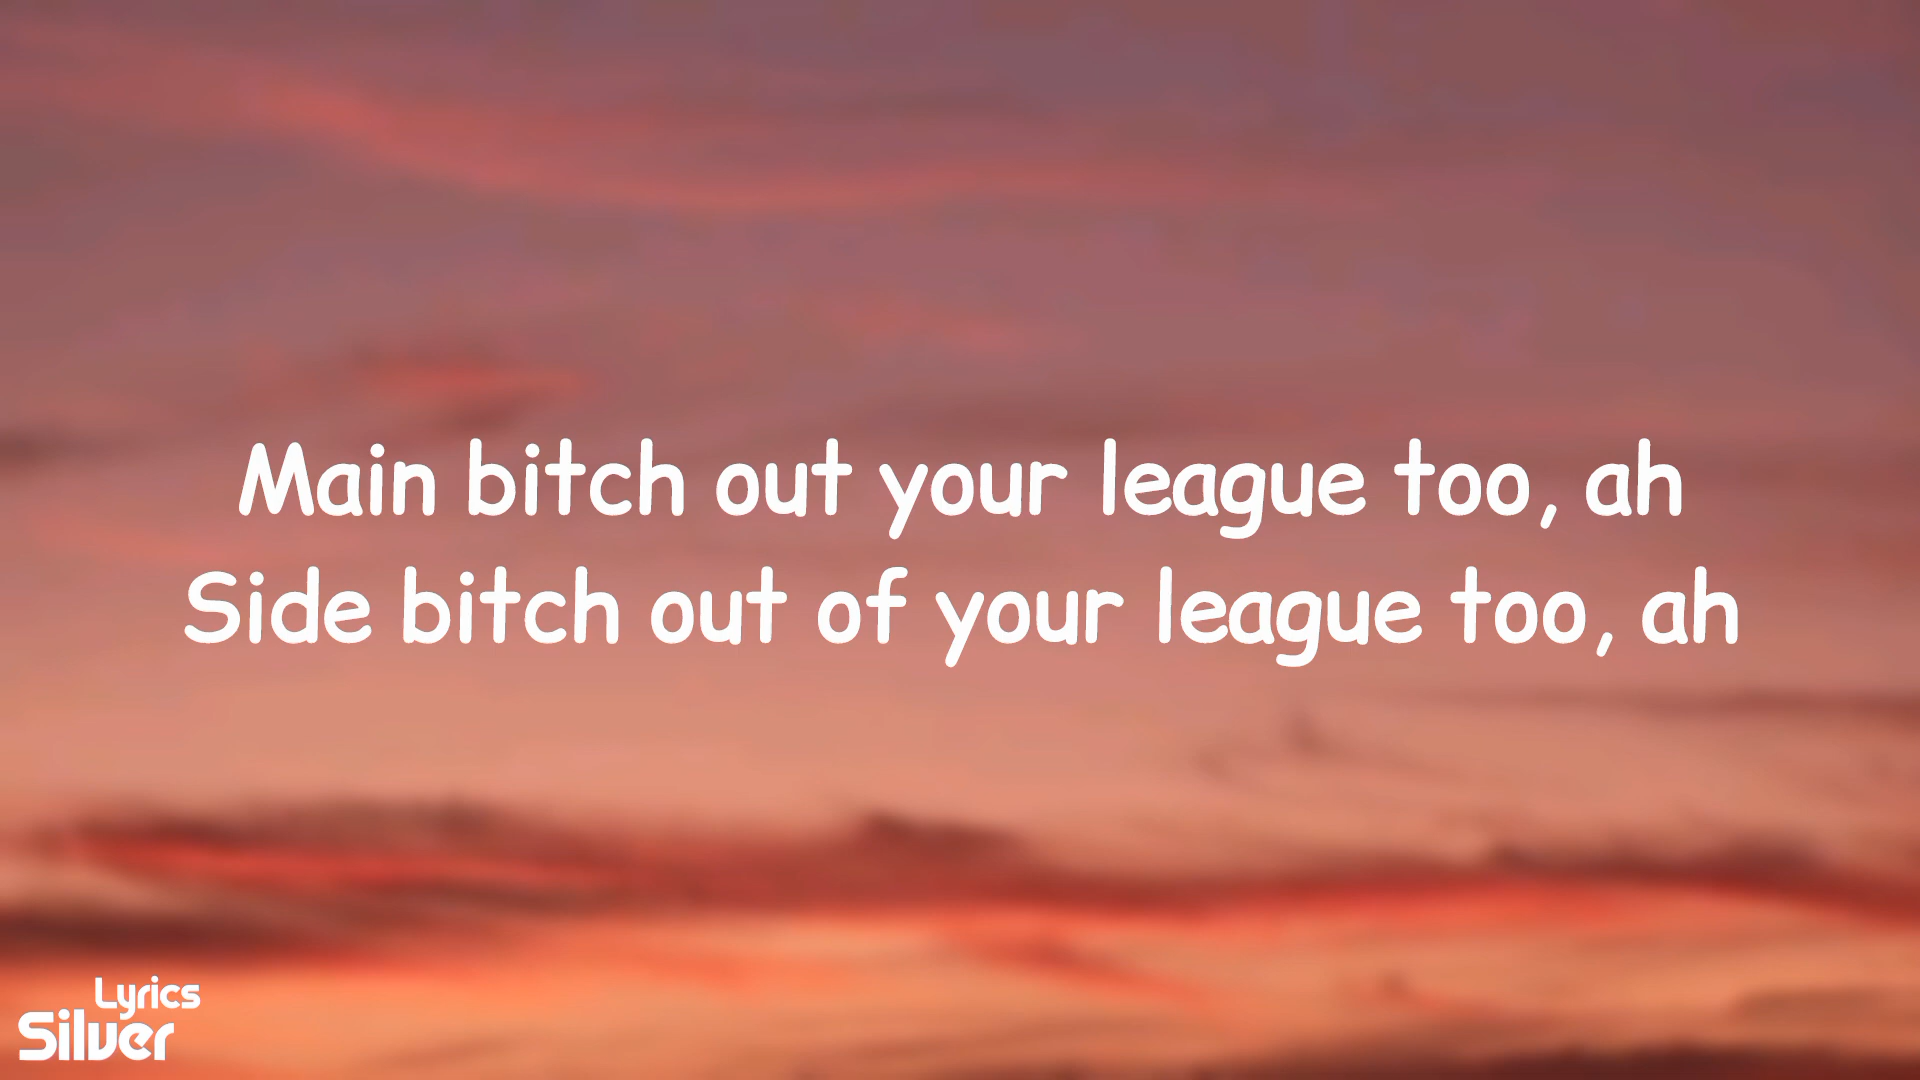 Main bitch out your league too, ah
Side bitch out of your league too, ah
Lyrics
Silver